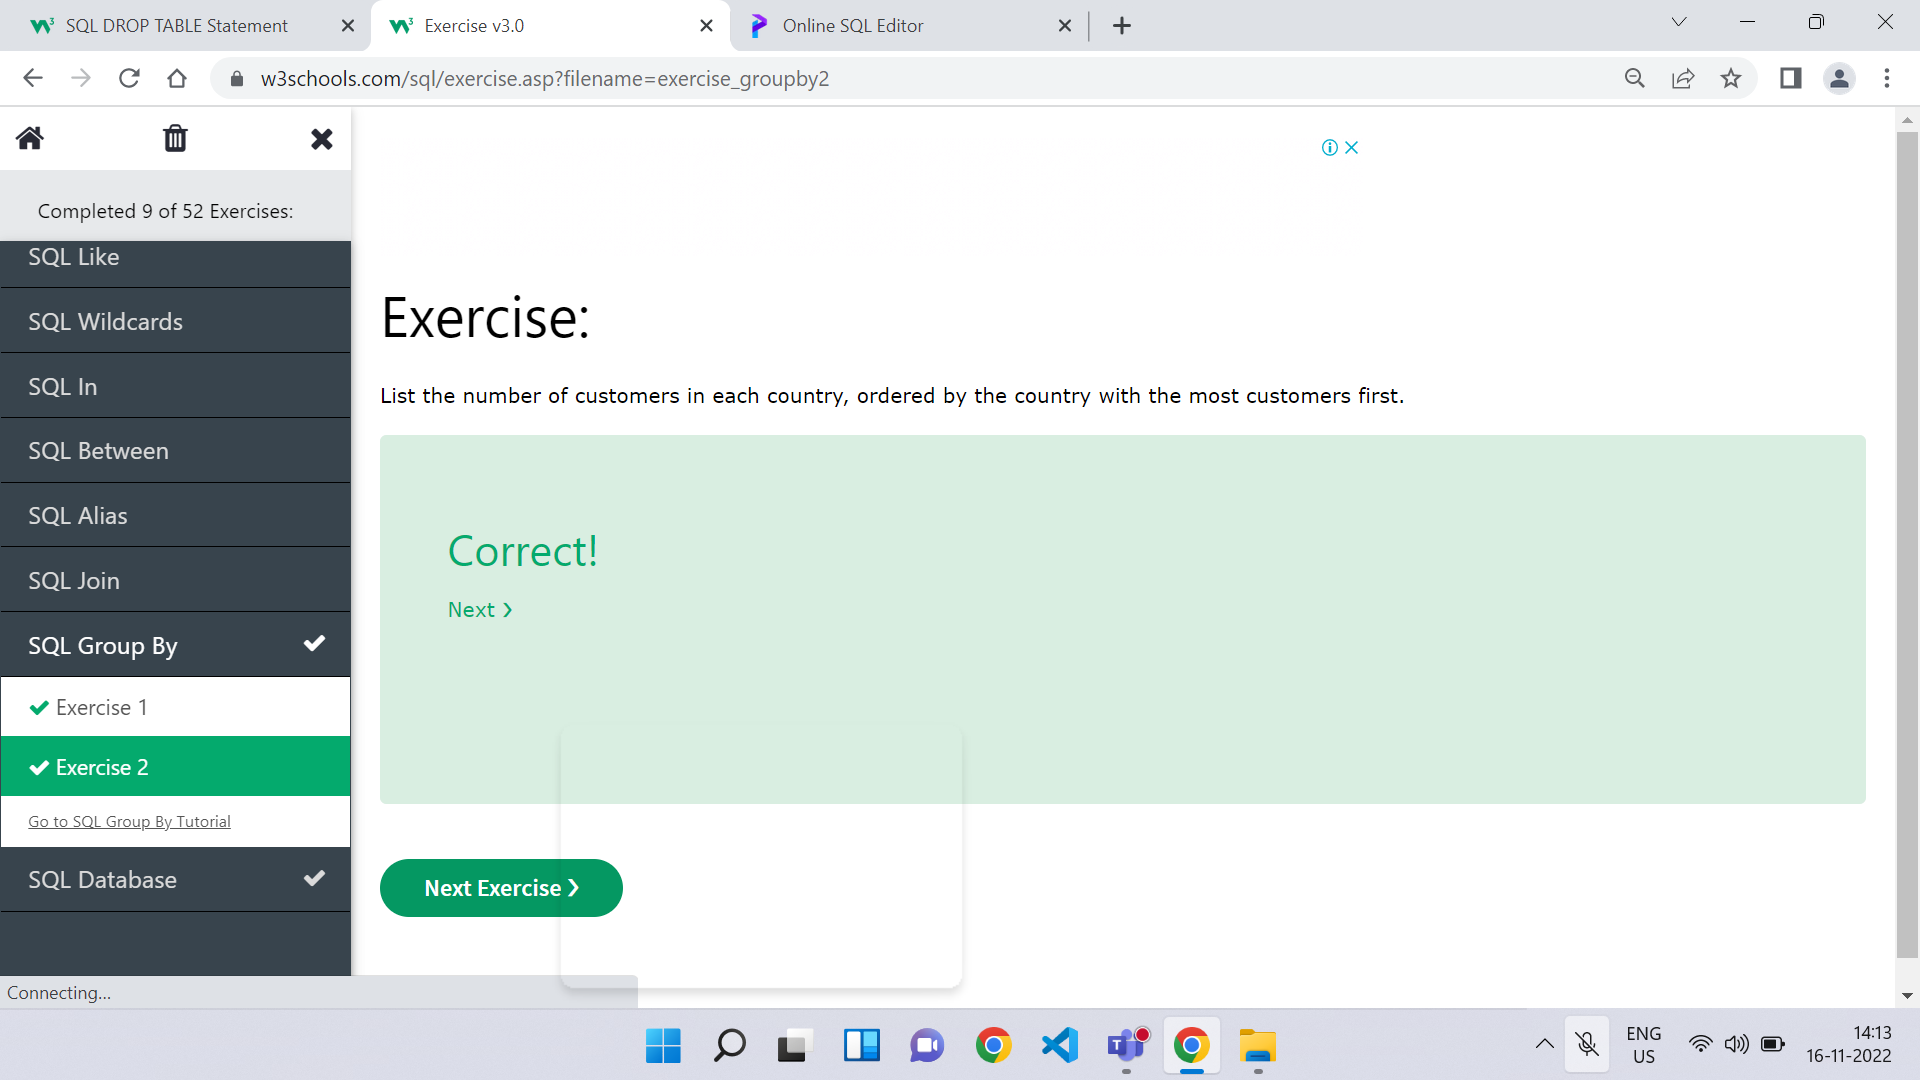 SQL DROP TABLE Statement
Exercise v3.0
Online SQL Editor
w3schools.com/sql/exercise.asp?filename=exercise_groupby2
Completed 9 of 52 Exercises:
SQL Like
SQL Wildcards
SQL In
SQL Between
SQL Alias
SQL Join
SQL Group By
Exercise 1
Exercise 2
Go to SQL Group By Tutorial
SQL Database
Exercise:
List the number of customers in each country, ordered by the country with the most customers first.
Correct!
Next ❯
Next Exercise ❯
Connecting...
ENG
US
14:13
16-11-2022